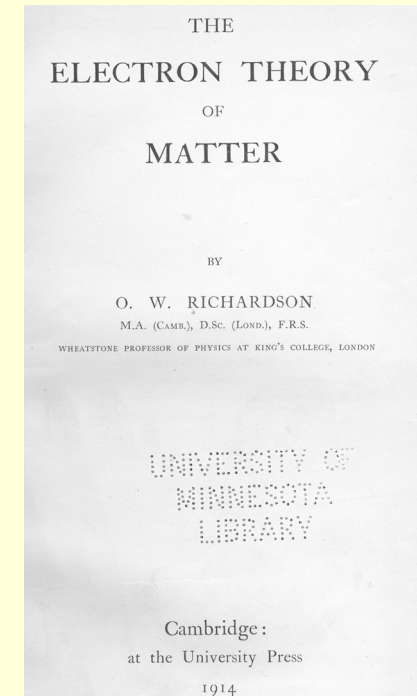 THE
ELECTRON THEORY
OF
MATTER
BY
O. W. RICHARDSON
M.A. (CAMB.), D.SC. (LOND.), F.R.S.
WHEATSTONE PROFESSOR OF PHYSICS AT KING'S COLLEGE, LONDON
UNIVERSITY OF
MINNESOTA
LIBRARY
Cambridge:
at the University Press
1914